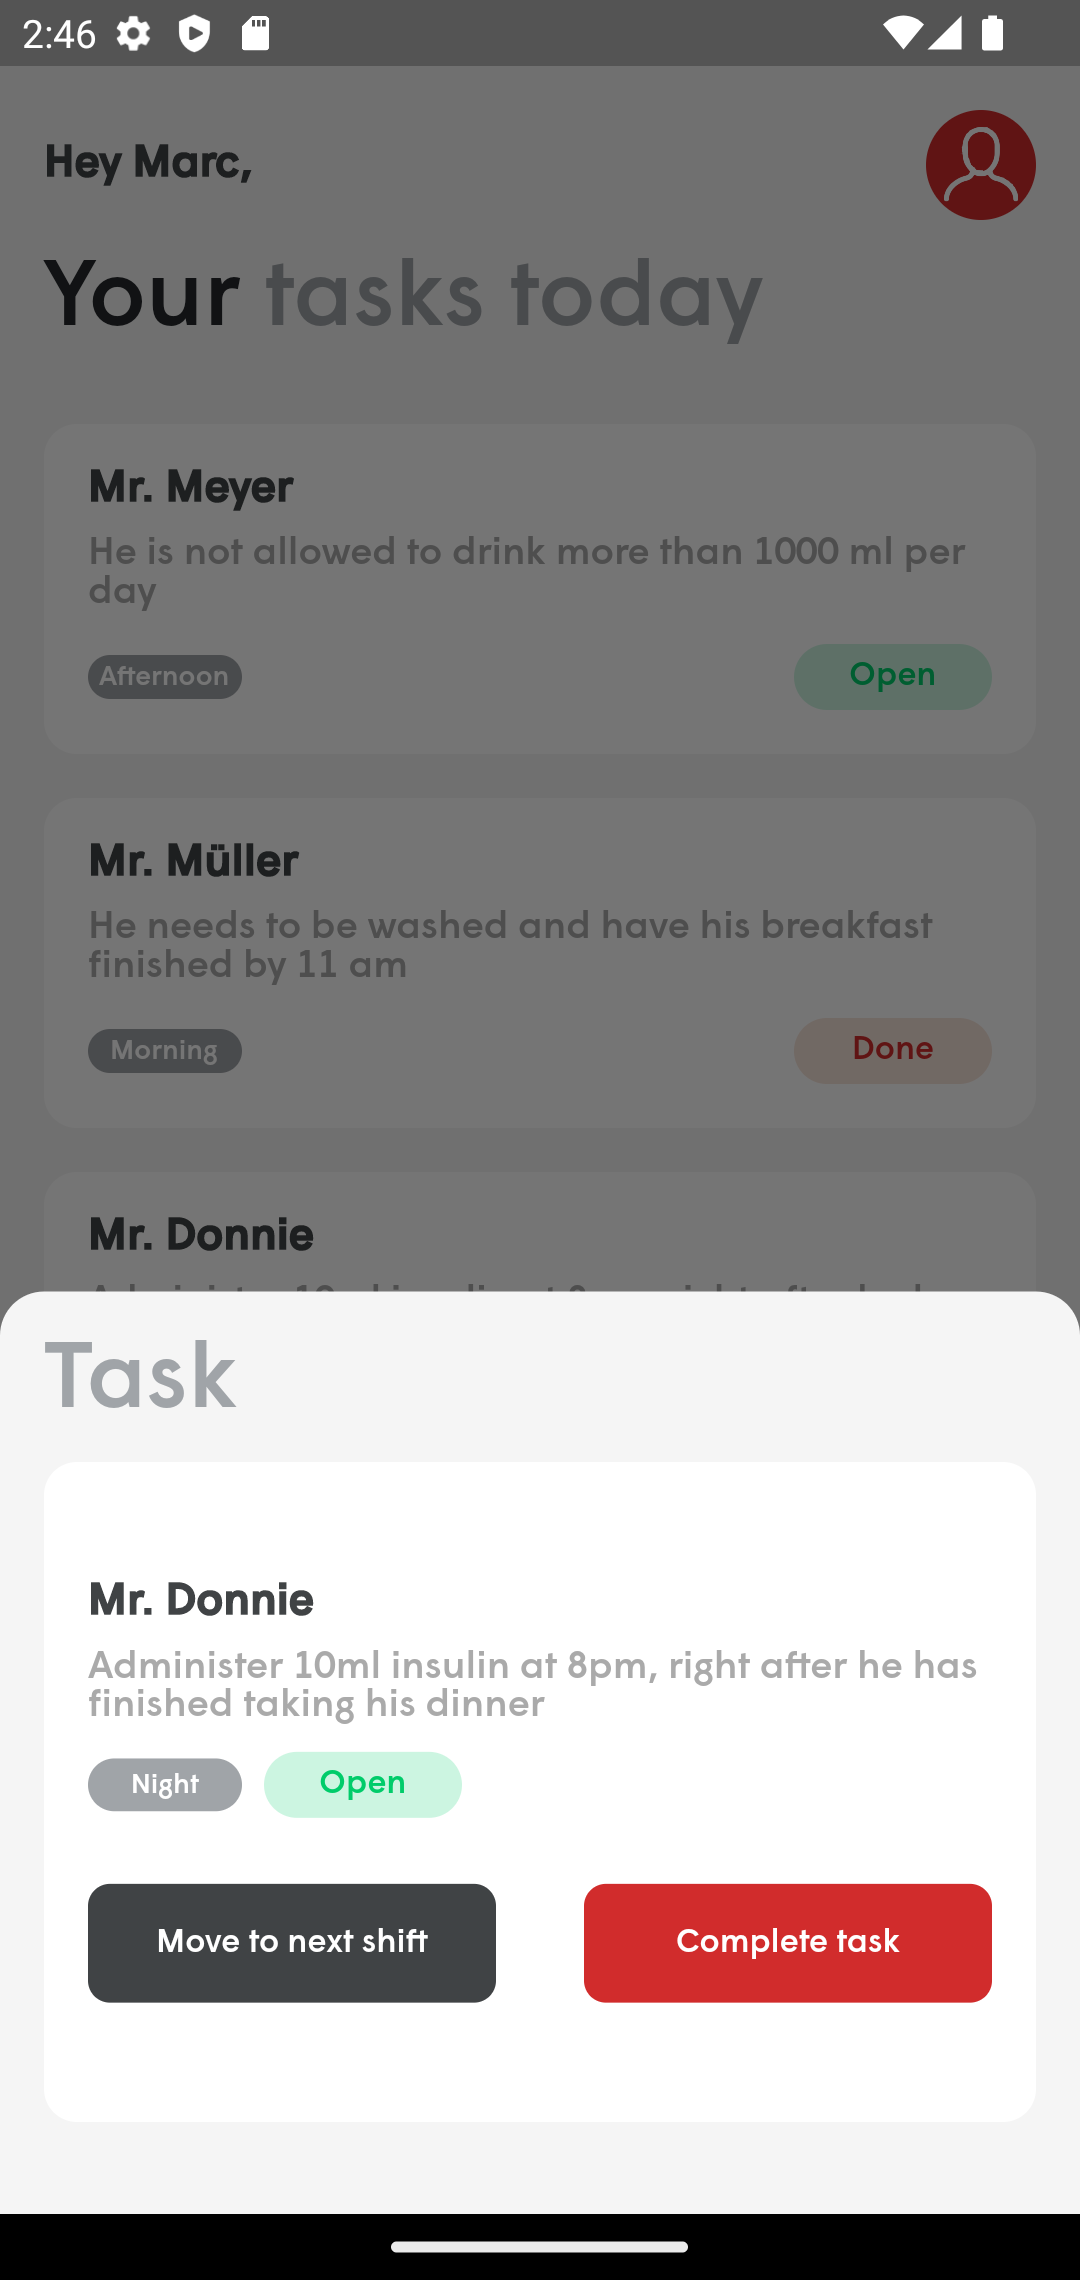 2:46
Hey Marc,
Your tasks today
Mr. Meyer
He is not allowed to drink more than 1000 ml per
day
Afternoon
Open
Mr. Müller
He needs to be washed and have his breakfast
finished by 11 am
Morning
Done
Mr. Donnie
Task
Mr. Donnie
Administer 10ml insulin at 8pm, right after he has
finished taking his dinner
Night
Open
Move to next shift
Complete task